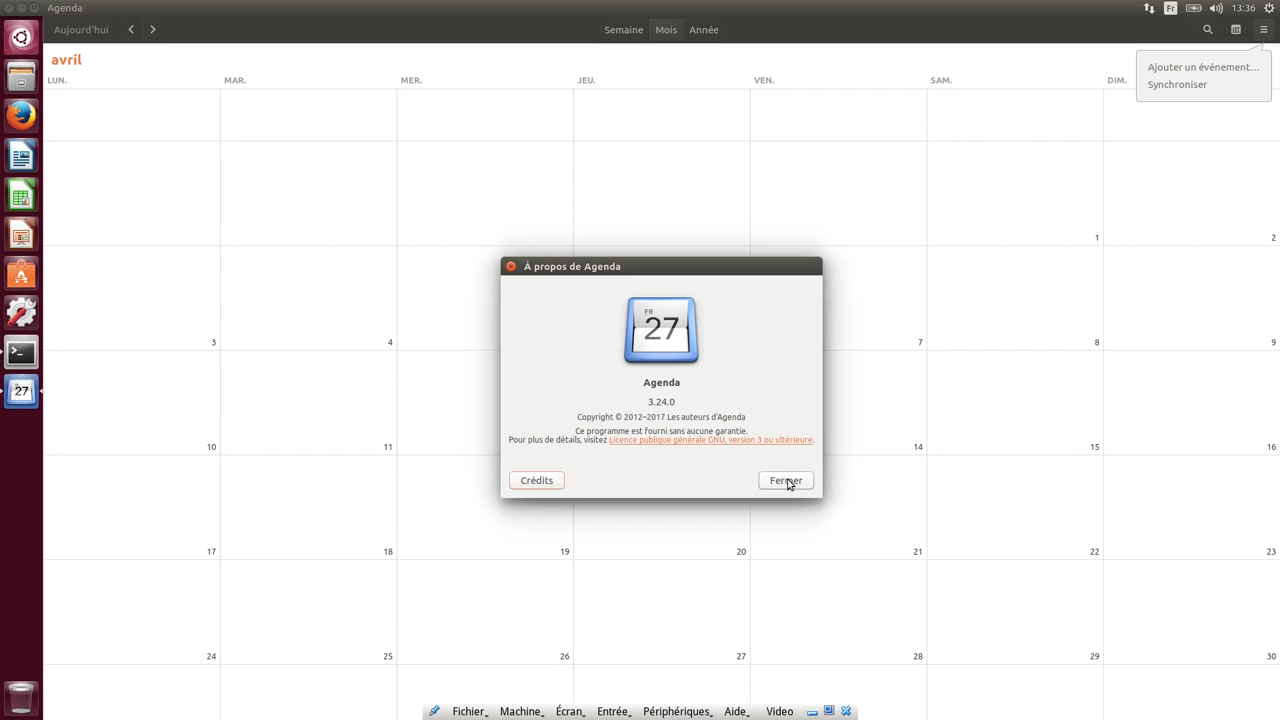 Agenda
Fr
13:36
Aujourd'hui
Semaine Mois Année
avril
Ajouter un événement...
Synchroniser
LUN. MAR. MER. JEU. VEN. SAM. DIM.
1 2
À propos de Agenda
FR
27
Agenda
3.24.0
Copyright © 2012–2017 Les auteurs d'Agenda
Ce programme est fourni sans aucune garantie.
Pour plus de détails, visitez Licence publique générale GNU, version 3 ou ultérieure.
Crédits Fermer
3 4 7 8 9
27
10 11 14 15 16
17 18 19 20 21 22 23
24 25 26 27 28 29 30
Fichier Machine Écran Entrée Périphériques Aide Video